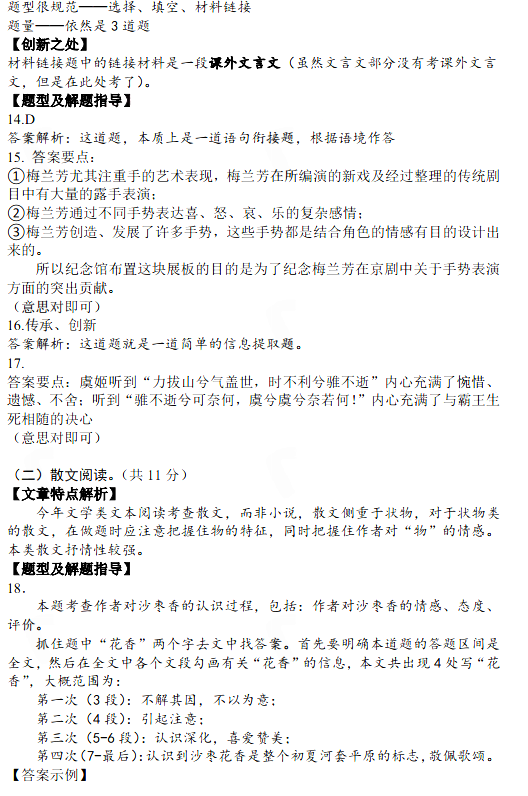 题型很规范——选择、填空、材料链接
题量——依然是 3 道题
【创新之处】
材料链接题中的链接材料是一段课外文言文（虽然文言文部分没有考课外文言
文，但是在此处考了）。
【题型及解题指导】
14.D
答案解析：这道题，本质上是一道语句衔接题，根据语境作答
15. 答案要点：
①梅兰芳尤其注重手的艺术表现，梅兰芳在所编演的新戏及经过整理的传统剧
目中有大量的露手表演；
②梅兰芳通过不同手势表达喜、怒、哀、乐的复杂感情；
③梅兰芳创造、发展了许多手势，这些手势都是结合角色的情感有目的设计出
来的。
所以纪念馆布置这块展板的目的是为了纪念梅兰芳在京剧中关于手势表演
方面的突出贡献。
（意思对即可）
16.传承、创新
答案解析：这道题就是一道简单的信息提取题。
17.
答案要点：虞姬听到“力拔山兮气盖世，时不利兮骓不逝”内心充满了惋惜、
遗憾、不舍；听到“骓不逝兮可奈何，虞兮虞兮奈若何！”内心充满了与霸王生
死相随的决心
（意思对即可）
（二）散文阅读。（共 11 分）
【文章特点解析】
今年文学类文本阅读考查散文，而非小说，散文侧重于状物，对于状物类
的散文，在做题时应注意把握住物的特征，同时把握住作者对“物”的情感。
本类散文抒情性较强。
【题型及解题指导】
18.
本题考查作者对沙枣香的认识过程，包括：作者对沙枣香的情感、态度、
评价。
抓住题中“花香”两个字去文中找答案。首先要明确本道题的答题区间是
全文，然后在全文中各个文段勾画有关“花香”的信息，本文共出现 4 处写“花
香”，大概范围为：
第一次（3 段）：不解其因，不以为意；
第二次（4 段）：引起注意；
第三次（5-6 段）：认识深化，喜爱赞美；
第四次（7-最后）：认识到沙枣花香是整个初夏河套平原的标志，敬佩歌颂。
【答案示例】